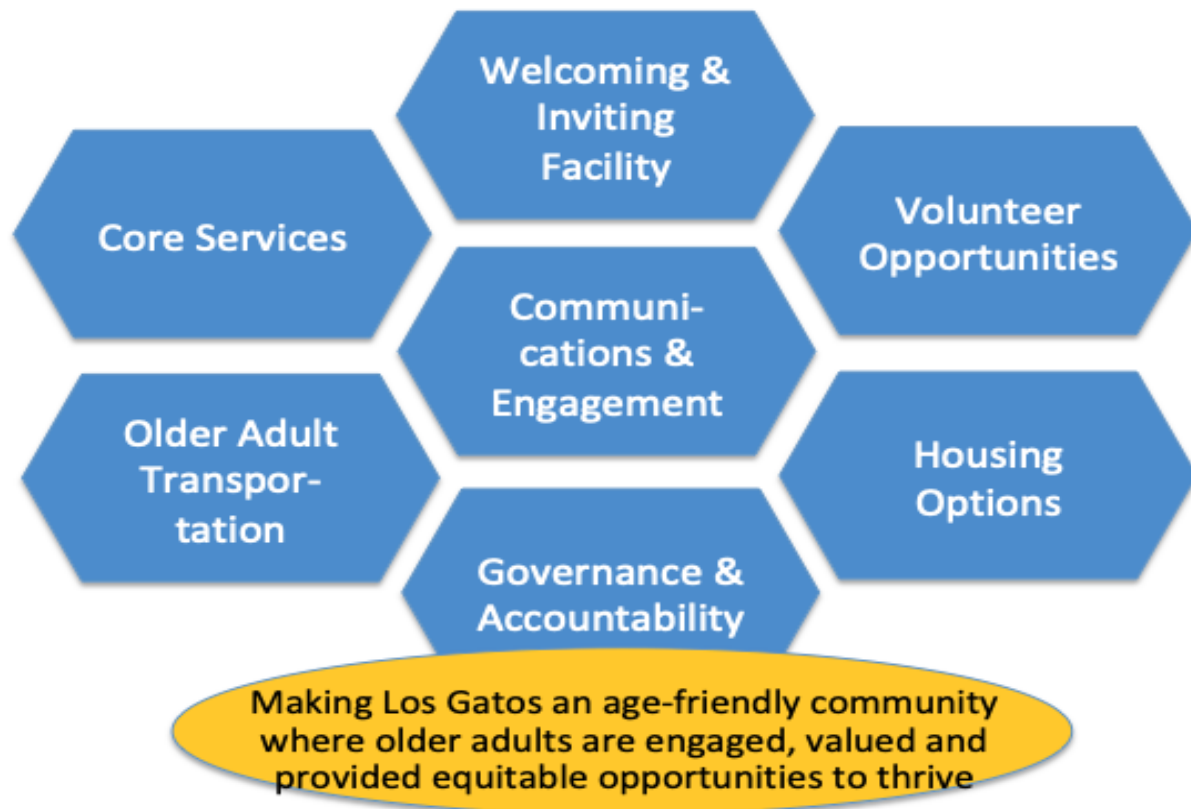 Welcoming &
Inviting
Facility
Core Services
Volunteer
Opportunities
Communi-
cations &
Engagement
Older Adult
Transpor-
tation
Housing
Options
Governance &
Accountability
Making Los Gatos an age-friendly community
where older adults are engaged, valued and
provided equitable opportunities to thrive